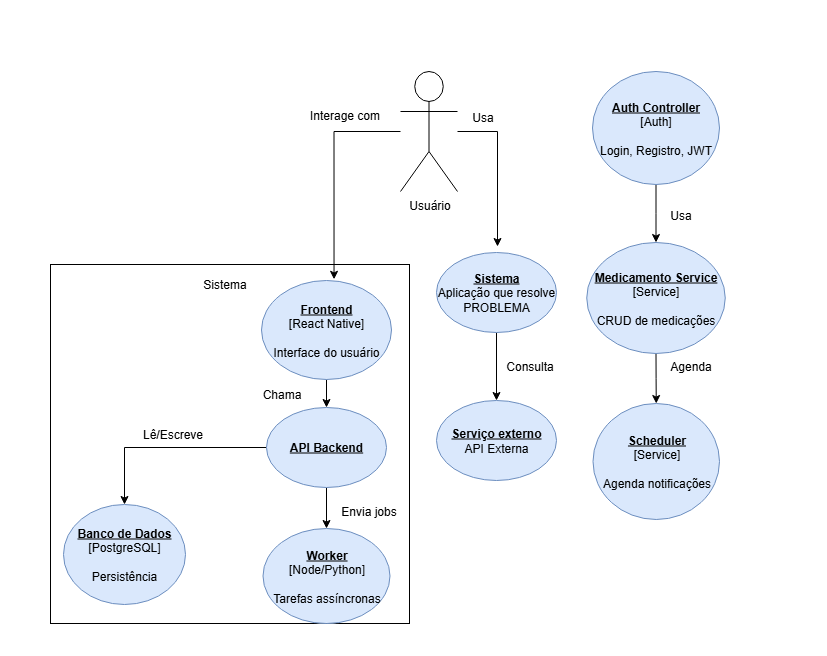 Interage com
Usa
Usuário
Auth Controller
[Auth]
Login, Registro, JWT
Usa
Sistema
Frontend
[React Native]
Interface do usuário
Chama
API Backend
Lê/Escreve
Envia jobs
Banco de Dados
[PostgreSQL]
Persistência
Worker
[Node/Python]
Tarefas assíncronas
Sistema
Aplicação que resolve
PROBLEMA
Consulta
Serviço externo
API Externa
Medicamento Service
[Service]
CRUD de medicações
Agenda
Scheduler
[Service]
Agenda notificações